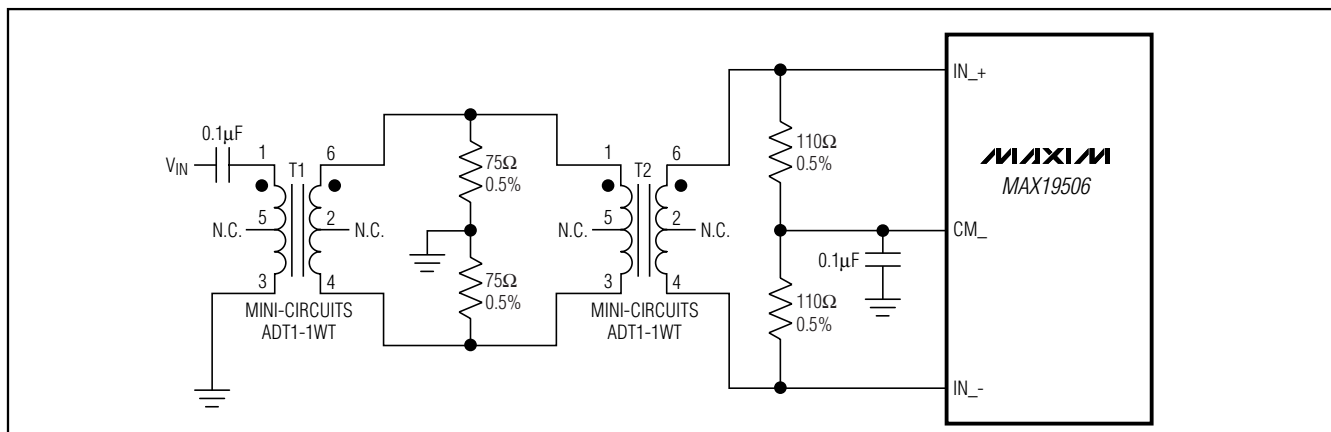 IN_+
0.1µF
1
T1
6
V_IN
75Ω
0.5%
1
T2
6
110Ω
0.5%
MAXIM
MAX19506
N.C.
5
2
N.C.
N.C.
5
2
N.C.
CM_
0.1µF
3
4
75Ω
0.5%
3
4
110Ω
0.5%
MINI-CIRCUITS
ADT1-1WT
MINI-CIRCUITS
ADT1-1WT
IN_-